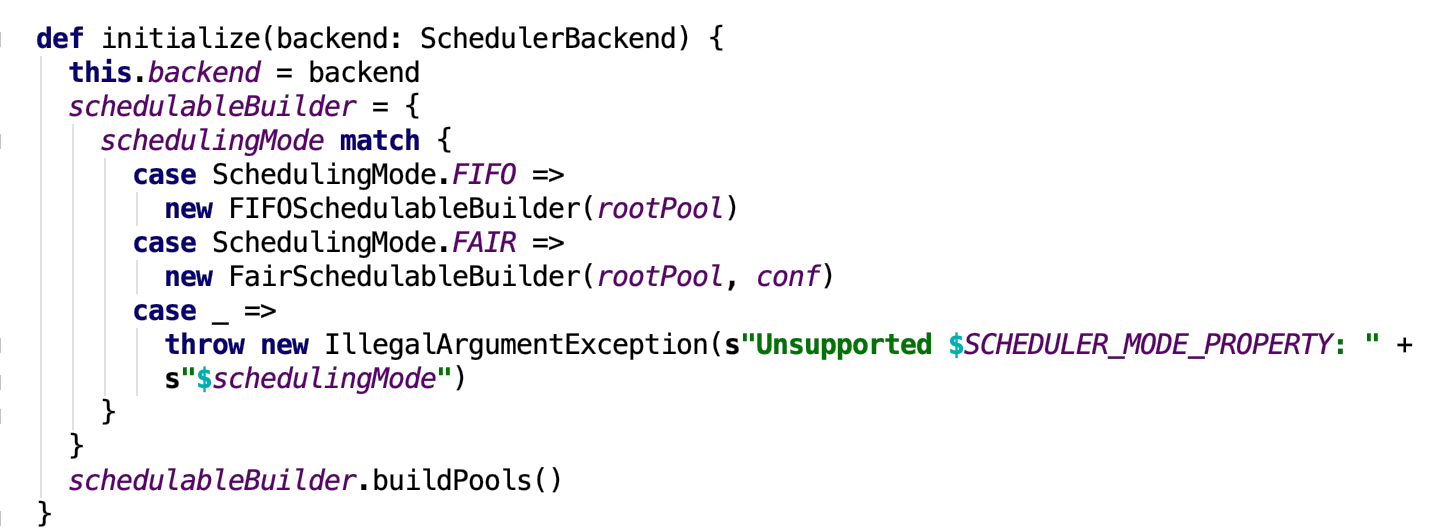 def initialize(backend: SchedulerBackend) {
  this.backend = backend
  schedulableBuilder = {
    schedulingMode match {
      case SchedulingMode.FIFO =>
        new FIFOSchedulableBuilder(rootPool)
      case SchedulingMode.FAIR =>
        new FairSchedulableBuilder(rootPool, conf)
      case _ =>
        throw new IllegalArgumentException(s"Unsupported $SCHEDULER_MODE_PROPERTY: " +
        s"$schedulingMode")
    }
  }
  schedulableBuilder.buildPools()
}